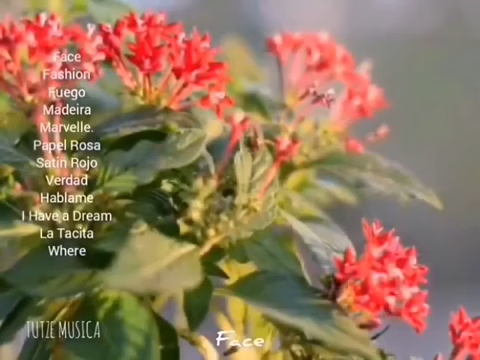 Face
Fashion
Fuego
Madeira
Marvelle.
Papel Rosa
Satin Rojo
Verdad
Hablame
I Have a Dream
La Tacita
Where
TUTZE MUSICA
Face